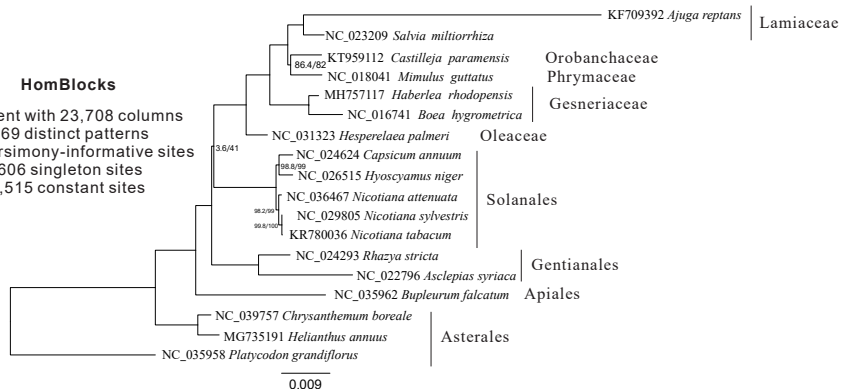 KF709392 Ajuga reptans
Lamiaceae
NC_023209 Salvia miltiorrhiza
KT959112 Castilleja paramensis
Orobanchaceae
86.4/82
NC_018041 Mimulus guttatus
Phrymaceae
HomBlocks
MH757117 Haberlea rhodopensis
Gesneriaceae
NC_016741 Boea hygrometrica
with 23,708 columns
69 distinct patterns
NC_031323 Hesperelaea palmeri
Oleaceae
3.6/41
sites
NC_024624 Capsicum annuum
606 singleton sites
98.8/99
NC_026515 Hyoscyamus niger
,515 constant sites
NC_036467 Nicotiana attenuata
Solanales
98.2/99
NC_029805 Nicotiana sylvestris
99.8/100
KR780036 Nicotiana tabacum
NC_024293 Rhazya stricta
Gentianales
NC_022796 Asclepias syriaca
NC_035962 Bupleurum falcatum
Apiales
NC_039757 Chrysanthemum boreale
Asterales
MG735191 Helianthus annuus
NC_035958 Platycodon grandiflorus
0.009